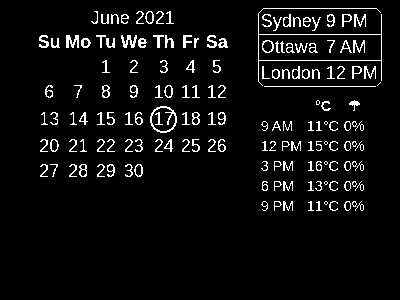 June 2021
Su Mo Tu We Th Fr Sa
1 2 3 4 5
6 7 8 9 10 11 12
13 14 15 16 17 18 19
20 21 22 23 24 25 26
27 28 29 30
Sydney 9 PM
Ottawa 7 AM
London 12 PM
°C ☂
9 AM 11°C 0%
12 PM 15°C 0%
3 PM 16°C 0%
6 PM 13°C 0%
9 PM 11°C 0%